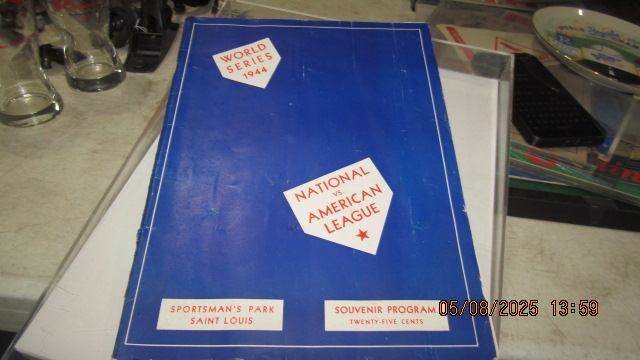 WORLD
SERIES
1944
NATIONAL
VS.
AMERICAN
LEAGUE
SPORTSMAN'S PARK
SAINT LOUIS
SOUVENIR PROGRAM
TWENTY-FIVE CENTS
05/08/2025 13:59